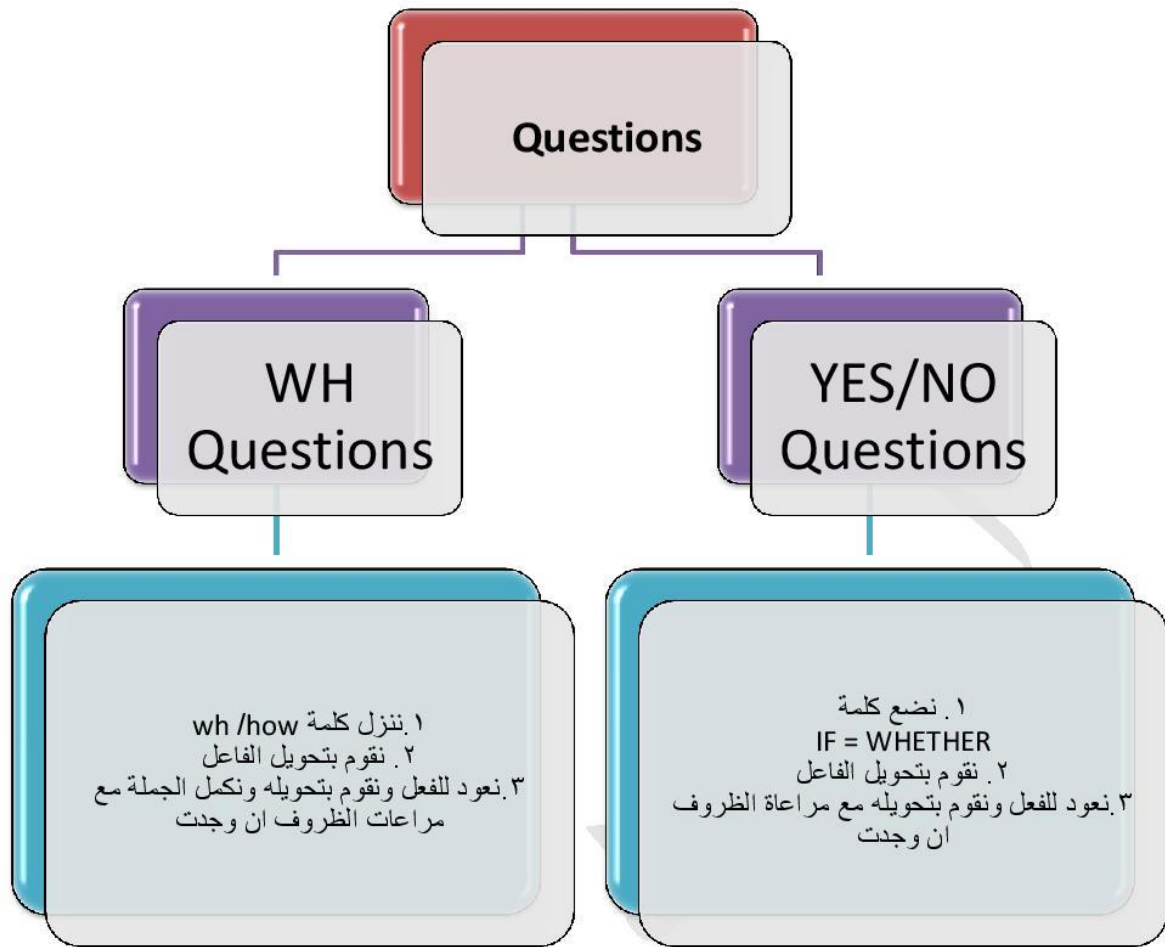 Questions
WH
Questions
YES/NO
Questions
١. ننزل كلمة wh /how
٢. نقوم بتحويل الفاعل
٣.نعود للفعل ونقوم بتحويله ونكمل الجملة مع
مراعات الظروف ان وجدت
١. نضع كلمة
IF = WHETHER
٢. نقوم بتحويل الفاعل
٣.نعود للفعل ونقوم بتحويله مع مراعاة الظروف
ان وجدت